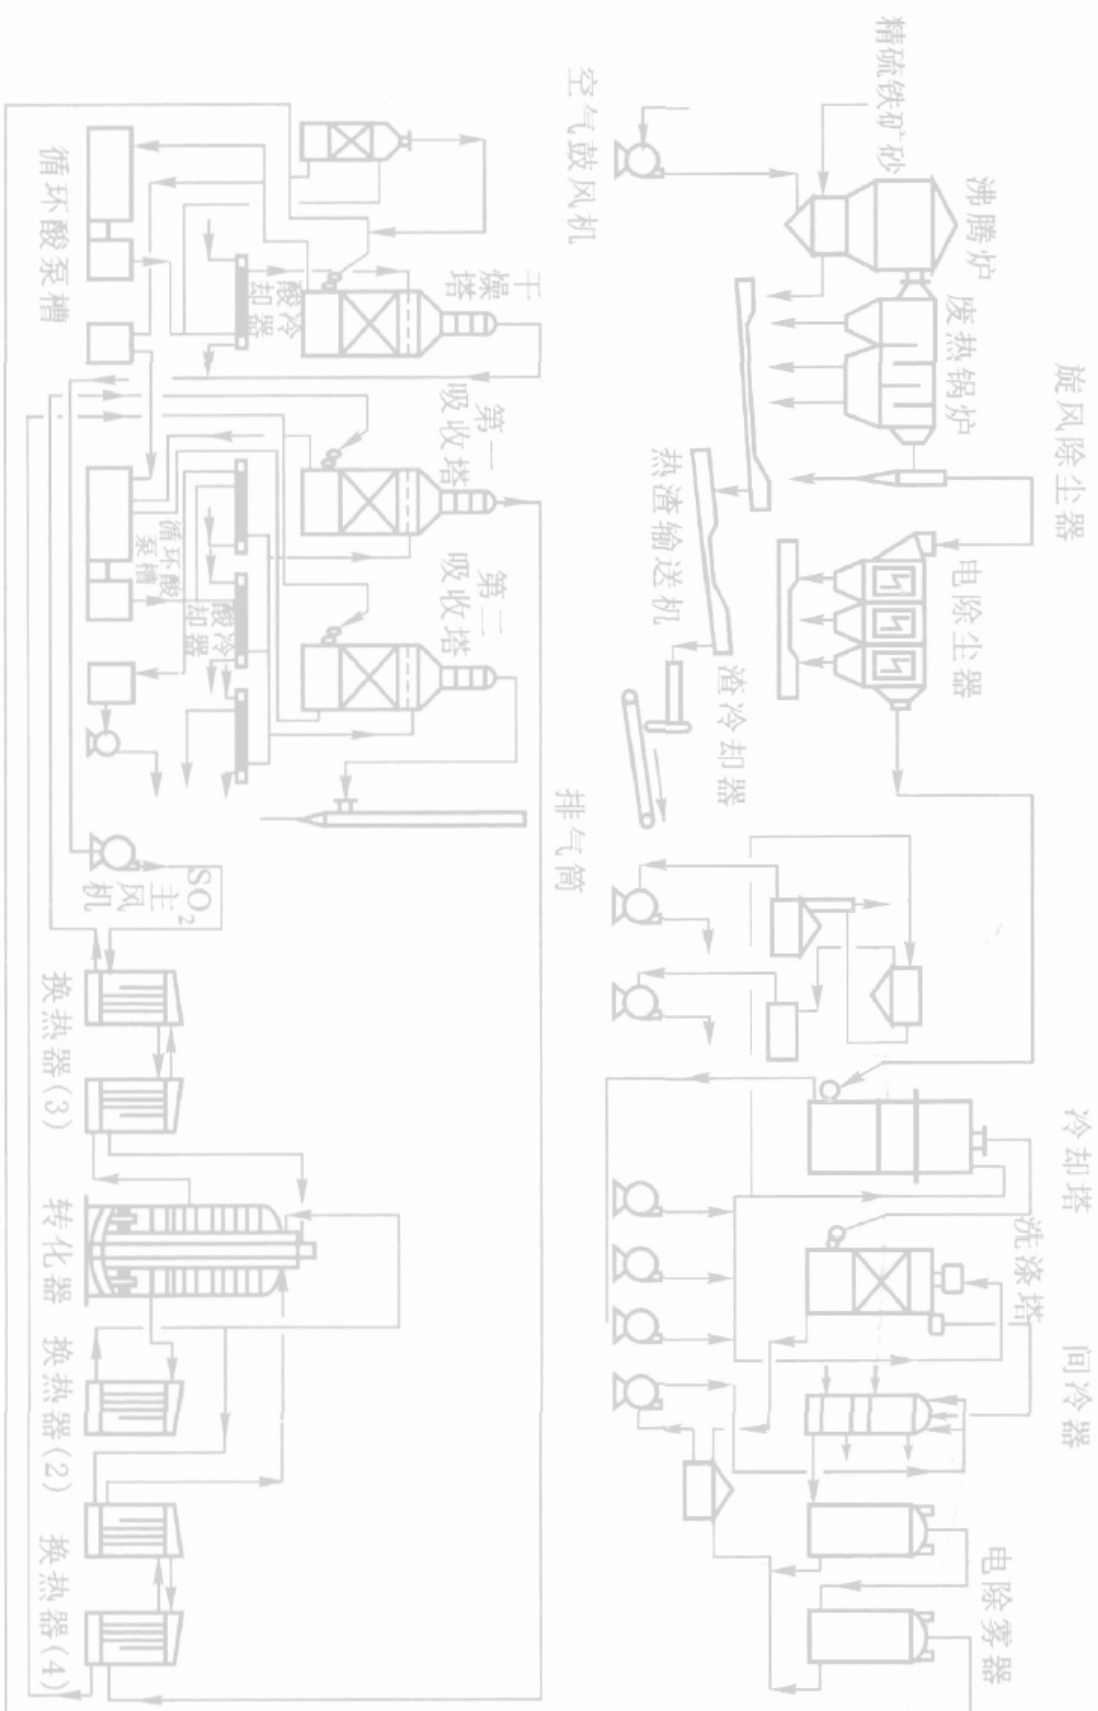 精硫铁矿砂
沸腾炉
废热锅炉
旋风除尘器
电除尘器
空气鼓风机
热渣输送机
渣冷却器
冷却塔
洗涤塔
间冷器
电除雾器
循环酸泵槽
酸冷
却器
干
燥
塔
第一
吸收塔
循环酸
泵槽
酸冷
却器
第二
吸收塔
排气筒
SO₂
主
风
机
换热器(3)
转化器
换热器(2)
换热器(4)